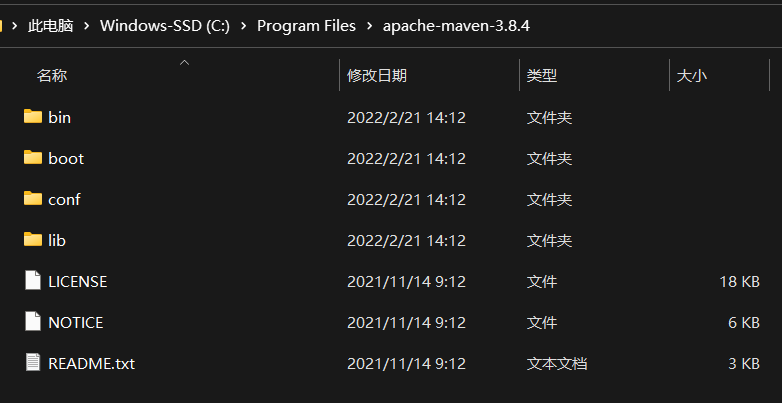 此电脑 > Windows-SSD (C:) > Program Files > apache-maven-3.8.4
名称 修改日期 类型 大小
bin 2022/2/21 14:12 文件夹
boot 2022/2/21 14:12 文件夹
conf 2022/2/21 14:12 文件夹
lib 2022/2/21 14:12 文件夹
LICENSE 2021/11/14 9:12 文件 18 KB
NOTICE 2021/11/14 9:12 文件 6 KB
README.txt 2021/11/14 9:12 文本文档 3 KB